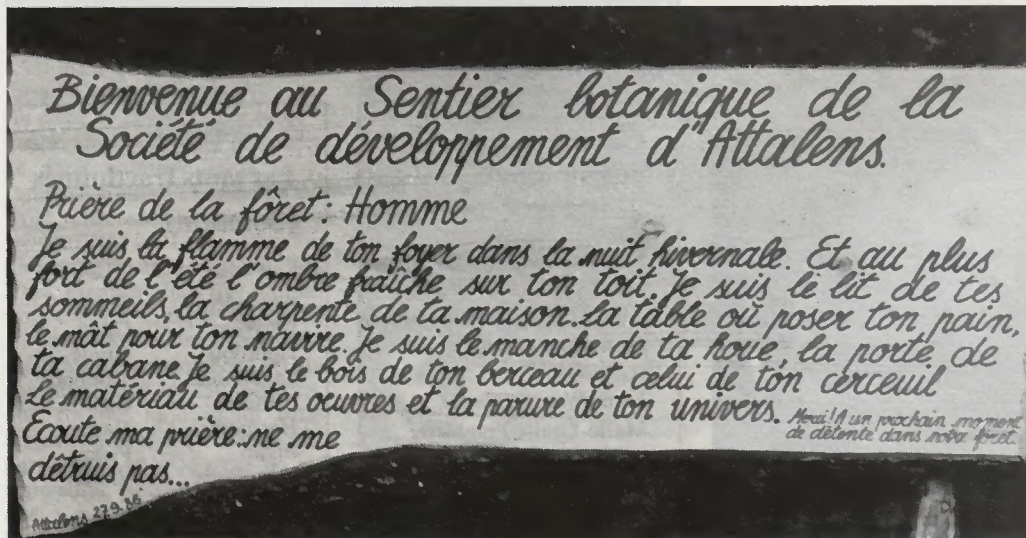 Bienvenue au Sentier botanique de la
Société de développement d'Attalens.
Prière de la fôret: Homme
Je suis la flamme de ton foyer dans la nuit hivernale. Et au plus
fort de l'été l'ombre fraîche sur ton toit. Je suis le lit de tes
sommeils, la charpente de ta maison. La table où poser ton pain,
le mât pour ton navire. Je suis le manche de ta houe, la porte de
ta cabane. Je suis le bois de ton berceau et celui de ton cerceuil
Le matériau de tes oeuvres et la parure de ton univers.
Ecoute ma prière: ne me
détruis pas...
Merci! A un prochain moment
de détente dans notre forêt.
Attalens 27.9.86